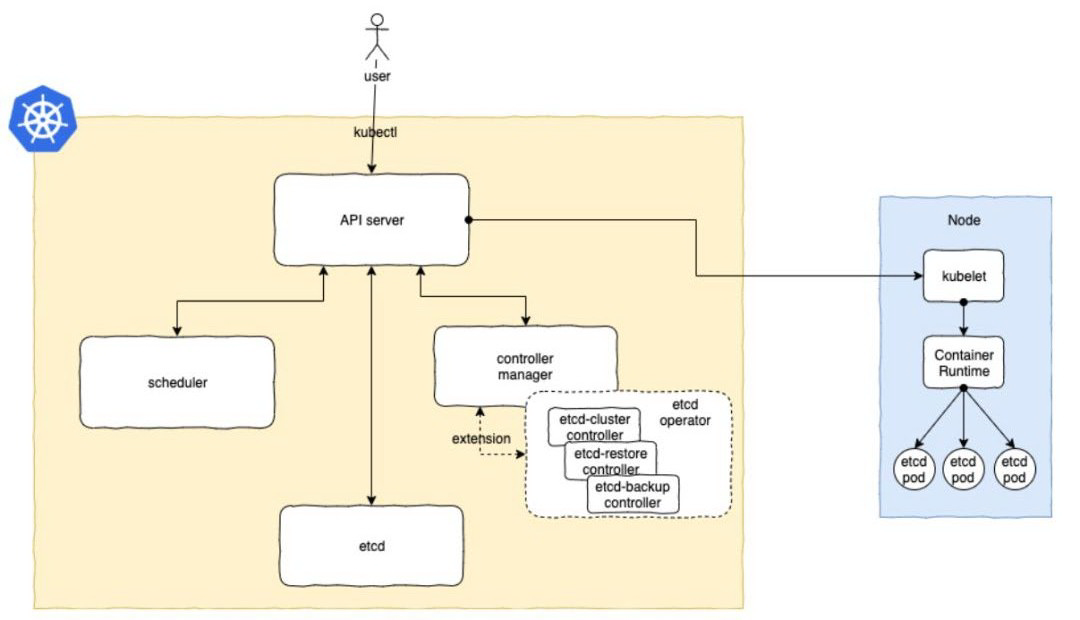 user
kubectl
API server
Node
kubelet
scheduler
controller
manager
Container
Runtime
etcd
operator
etcd-cluster
controller
extension
etcd-restore
controller
etcd-backup
controller
etcd
pod
etcd
pod
etcd
pod
etcd